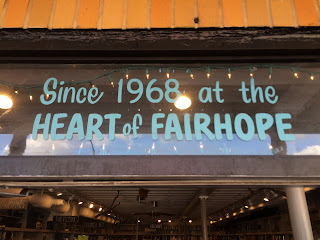 Since 1968 at the
HEART of FAIRHOPE